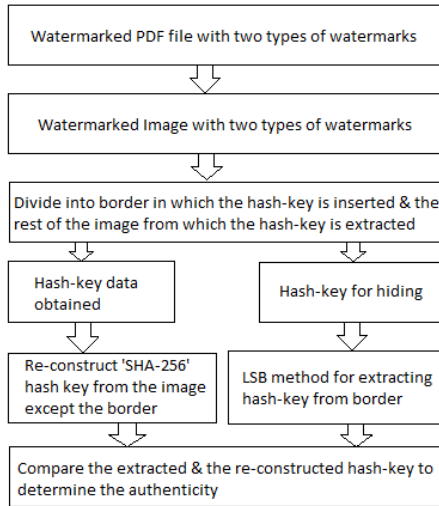 Watermarked PDF file with two types of watermarks
Watermarked Image with two types of watermarks
Divide into border in which the hash-key is inserted & the
rest of the image from which the hash-key is extracted
Hash-key data
obtained
Hash-key for hiding
Re-construct 'SHA-256'
hash key from the image
except the border
LSB method for extracting
hash-key from border
Compare the extracted & the re-constructed hash-key to
determine the authenticity